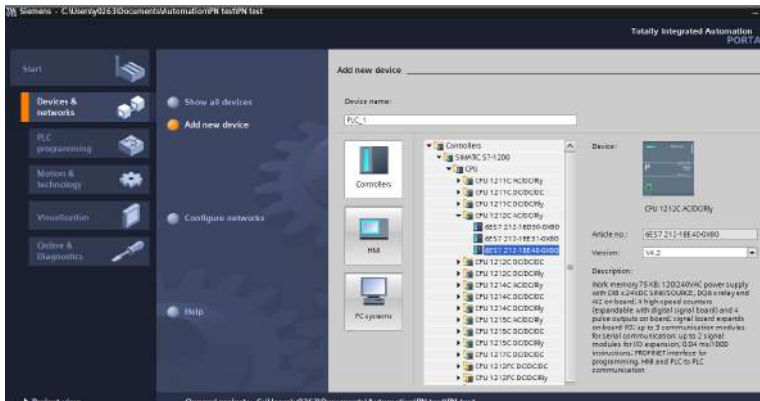 Siemens - C:\Users\y0263\Documents\Automation\PN test\PN test
Totally Integrated Automation
PORTA
Start
Devices &
networks
PLC
programming
Motion &
technology
Visualization
Online &
Diagnostics
Show all devices
Add new device
Configure networks
Help
Add new device
Device name:
PLC_1
Controllers
HMI
PC systems
Controllers
SIMATIC S7-1200
CPU
CPU 1211C AC/DC/Rly
CPU 1211C DC/DC/DC
CPU 1211C DC/DC/Rly
CPU 1212C AC/DC/Rly
6ES7 212-1BD30-0XB0
6ES7 212-1BE31-0XB0
6ES7 212-1BE40-0XB0
CPU 1212C DC/DC/DC
CPU 1212C DC/DC/Rly
CPU 1214C AC/DC/Rly
CPU 1214C DC/DC/DC
CPU 1214C DC/DC/Rly
CPU 1215C AC/DC/Rly
CPU 1215C DC/DC/DC
CPU 1215C DC/DC/Rly
CPU 1217C DC/DC/DC
CPU 1212FC DC/DC/DC
CPU 1212FC DC/DC/Rly
Device:
CPU 1212C AC/DC/Rly
Article no.:
6ES7 212-1BE40-0XB0
Version:
V4.2
Description:
Work memory 75 KB; 120/240VAC power supply
with DI8 x 24VDC SINK/SOURCE, DQ6 x relay and
AI2 on board; 4 high-speed counters
(expandable with digital signal board) and 4
pulse outputs on board; signal board expands
on-board I/O; up to 3 communication modules
for serial communication; up to 2 signal
modules for I/O expansion; 0.04 ms/1000
instructions; PROFINET interface for
programming, HMI and PLC to PLC
communication